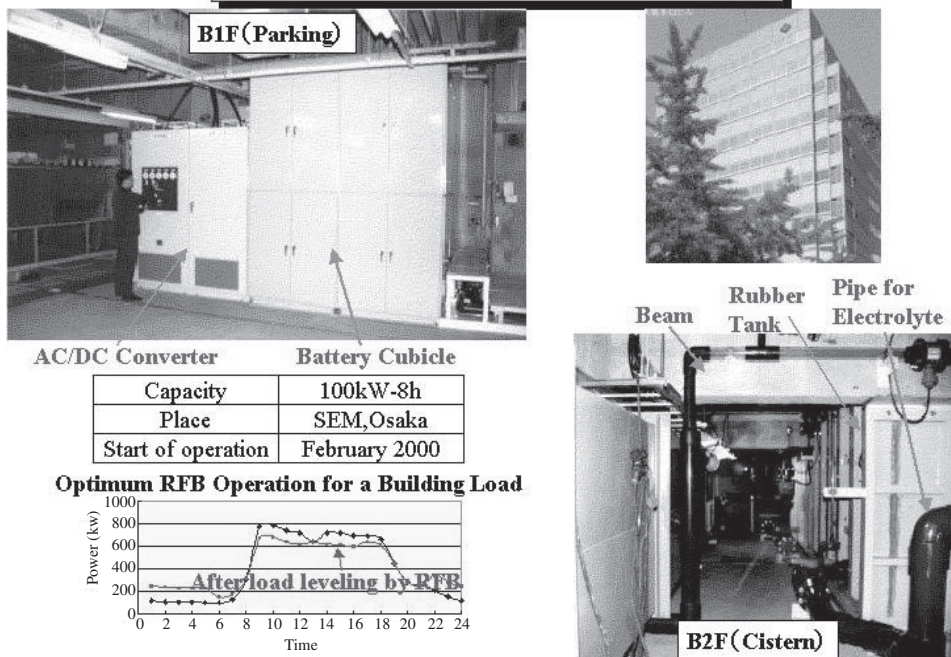 B1F(Parking)
AC/DC Converter
Battery Cubicle
Capacity 100kW-8h
Place SEM,Osaka
Start of operation February 2000
Optimum RFB Operation for a Building Load
Power (kw)
1000
800
600
400
200
0
After load leveling by RFB
0 2 4 6 8 10 12 14 16 18 20 22 24
Time
Beam
Rubber
Tank
Pipe for
Electrolyte
B2F(Cistern)